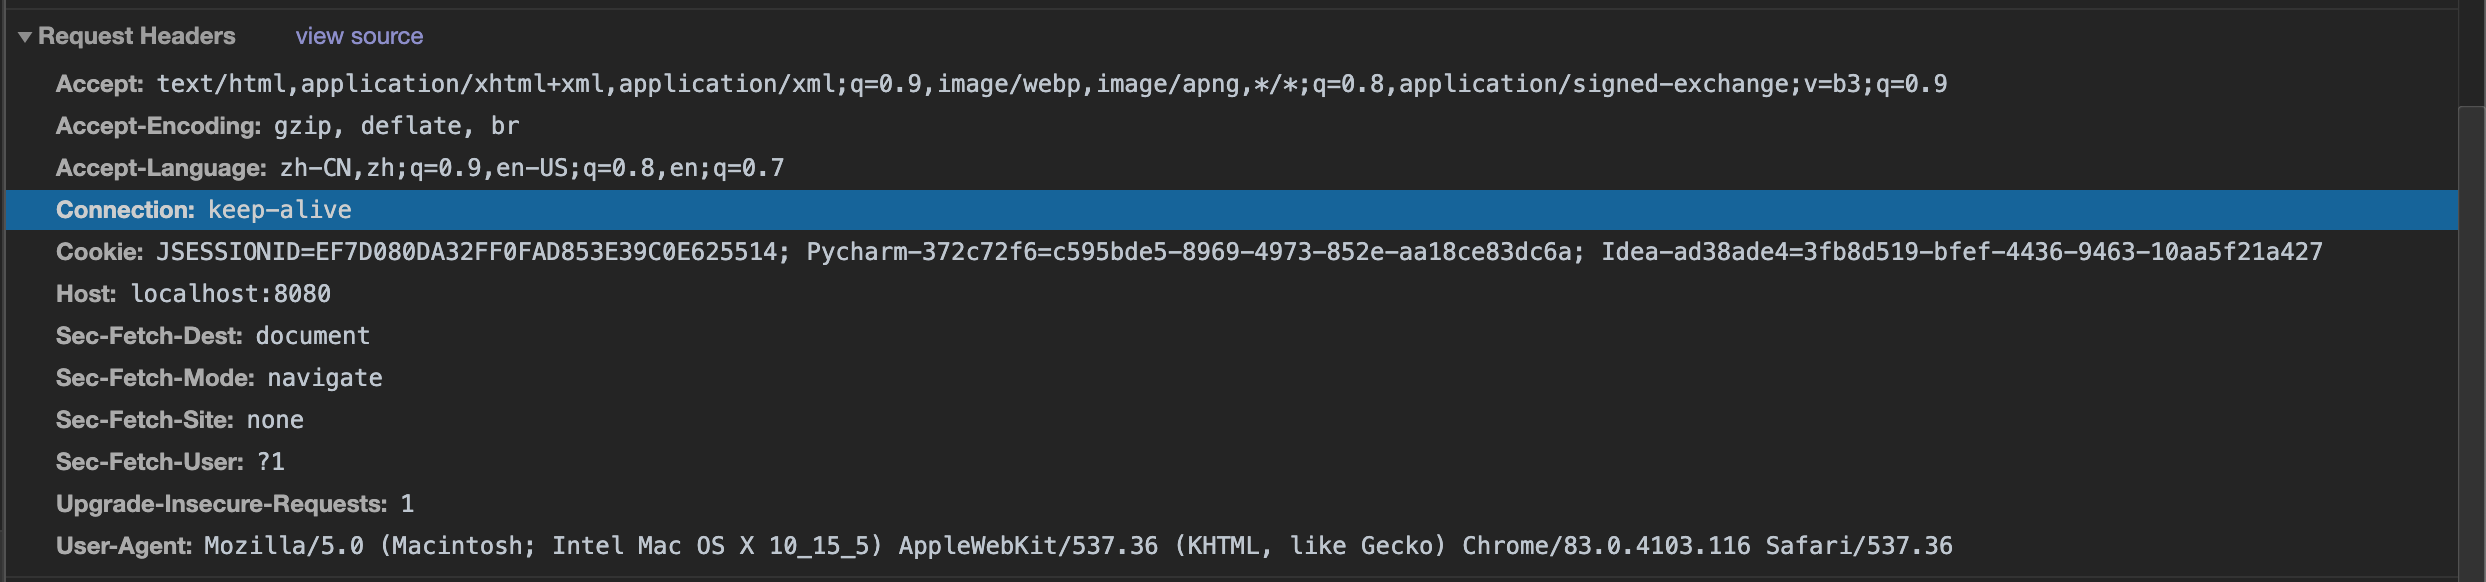 Request Headers view source
Accept: text/html,application/xhtml+xml,application/xml;q=0.9,image/webp,image/apng,*/*;q=0.8,application/signed-exchange;v=b3;q=0.9
Accept-Encoding: gzip, deflate, br
Accept-Language: zh-CN,zh;q=0.9,en-US;q=0.8,en;q=0.7
Connection: keep-alive
Cookie: JSESSIONID=EF7D080DA32FF0FAD853E39C0E625514; Pycharm-372c72f6=c595bde5-8969-4973-852e-aa18ce83dc6a; Idea-ad38ade4=3fb8d519-bfef-4436-9463-10aa5f21a427
Host: localhost:8080
Sec-Fetch-Dest: document
Sec-Fetch-Mode: navigate
Sec-Fetch-Site: none
Sec-Fetch-User: ?1
Upgrade-Insecure-Requests: 1
User-Agent: Mozilla/5.0 (Macintosh; Intel Mac OS X 10_15_5) AppleWebKit/537.36 (KHTML, like Gecko) Chrome/83.0.4103.116 Safari/537.36